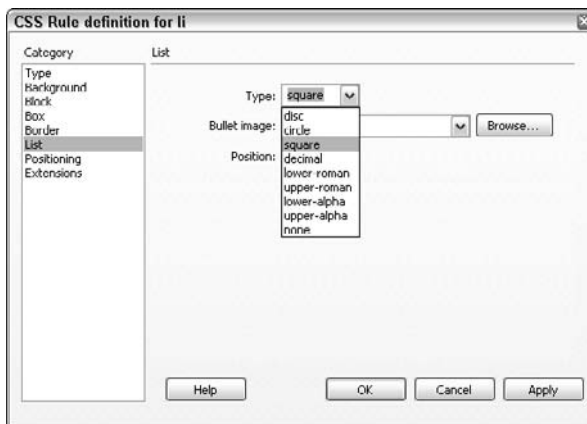 CSS Rule definition for li
Category
List
Type
Background
Block
Box
Border
List
Positioning
Extensions
Type: square
disc
circle
square
decimal
lower-roman
upper-roman
lower-alpha
upper-alpha
none
Bullet image:
Browse...
Position:
Help
OK
Cancel
Apply